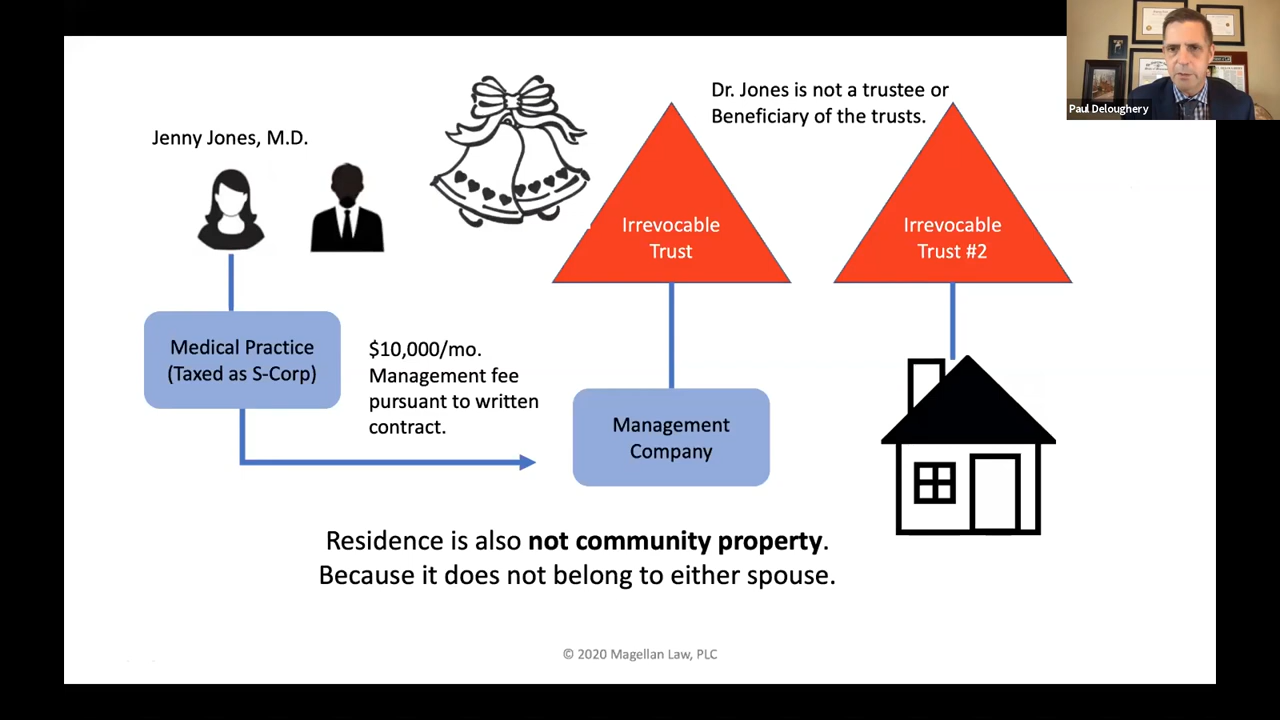 Dr. Jones is not a trustee or
Beneficiary of the trusts.
Paul Deloughery
Jenny Jones, M.D.
Irrevocable
Trust
Irrevocable
Trust #2
Medical Practice
(Taxed as S-Corp)
$10,000/mo.
Management fee
pursuant to written
contract.
Management
Company
Residence is also not community property.
Because it does not belong to either spouse.
© 2020 Magellan Law, PLC